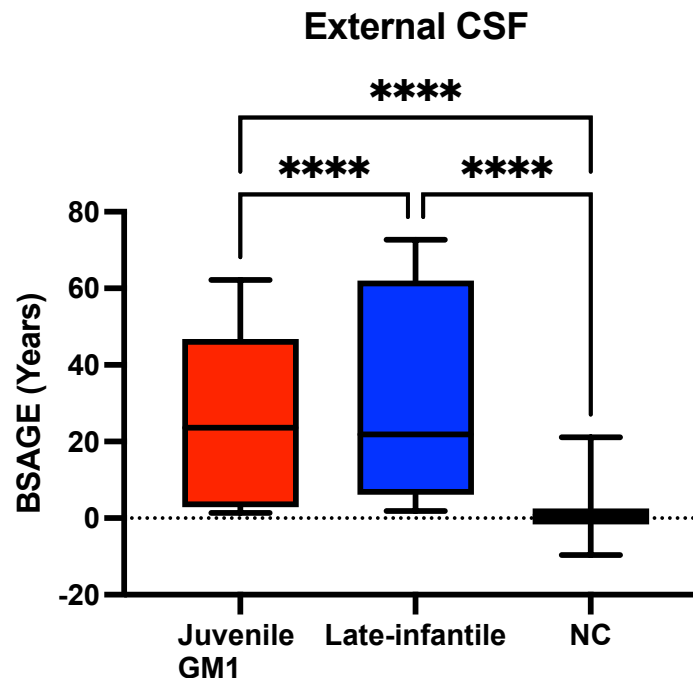 External CSF
****
**** ****
80
60
40
20
0
-20
BSAGE (Years)
Juvenile
GM1
Late-infantile
NC